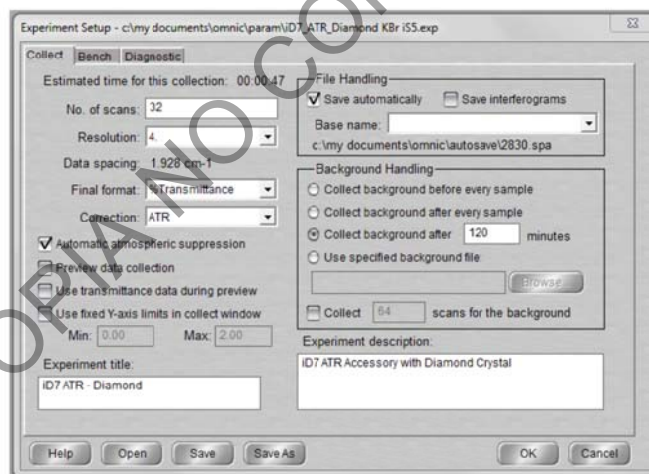 Experiment Setup - c:\my documents\omnic\param\iD7_ATR_Diamond KBr iS5.exp
Collect Bench Diagnostic
Estimated time for this collection: 00:00:47
No. of scans: 32
Resolution: 4.
Data spacing: 1.928 cm-1
Final format: %Transmittance
Correction: ATR
Automatic atmospheric suppression
Preview data collection
Use transmittance data during preview
Use fixed Y-axis limits in collect window
Min: 0.00 Max: 2.00
Experiment title:
iD7 ATR - Diamond
File Handling
Save automatically Save interferograms
Base name:
c:\my documents\omnic\autosave\2830.spa
Background Handling
Collect background before every sample
Collect background after every sample
Collect background after 120 minutes
Use specified background file:
Browse...
Collect 64 scans for the background
Experiment description:
iD7 ATR Accessory with Diamond Crystal
Help Open Save Save As OK Cancel
COPIA NO CON